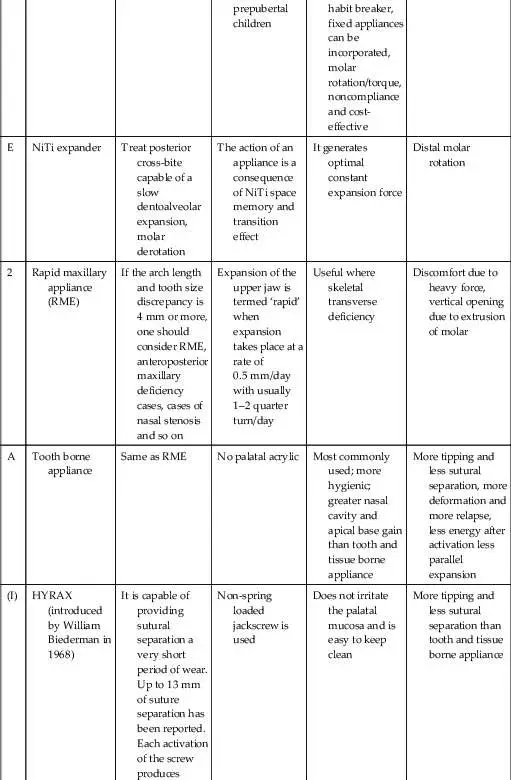 prepubertal
children
habit breaker,
fixed appliances
can be
incorporated,
molar
rotation/torque,
noncompliance
and cost-
effective
E
NiTi expander
Treat posterior
cross-bite
capable of a
slow
dentoalveolar
expansion,
molar
derotation
The action of an
appliance is a
consequence
of NiTi space
memory and
transition
effect
It generates
optimal
constant
expansion force
Distal molar
rotation
2
Rapid maxillary
appliance
(RME)
If the arch length
and tooth size
discrepancy is
4 mm or more,
one should
consider RME,
anteroposterior
maxillary
deficiency
cases, cases of
nasal stenosis
and so on
Expansion of the
upper jaw is
termed ‘rapid’
when
expansion
takes place at a
rate of
0.5 mm/day
with usually
1–2 quarter
turn/day
Useful where
skeletal
transverse
deficiency
Discomfort due to
heavy force,
vertical opening
due to extrusion
of molar
A
Tooth borne
appliance
Same as RME
No palatal acrylic
Most commonly
used; more
hygienic;
greater nasal
cavity and
apical base gain
than tooth and
tissue borne
appliance
More tipping and
less sutural
separation, more
deformation and
more relapse,
less energy after
activation less
parallel
expansion
(I)
HYRAX
(introduced
by William
Biederman in
1968)
It is capable of
providing
sutural
separation a
very short
period of wear.
Up to 13 mm
of suture
separation has
been reported.
Each activation
of the screw
produces
Non-spring
loaded
jackscrew is
used
Does not irritate
the palatal
mucosa and is
easy to keep
clean
More tipping and
less sutural
separation than
tooth and tissue
borne appliance